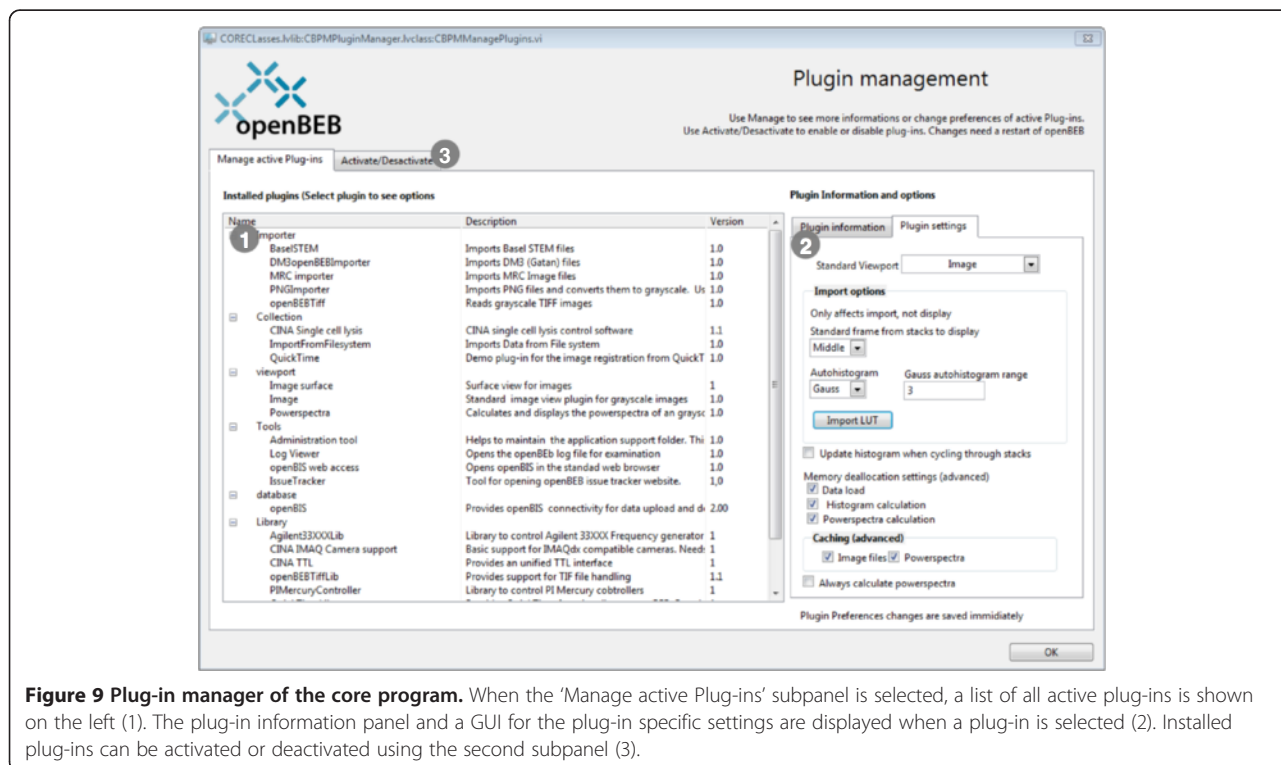 COREClasses.lvlib::CBPMPluginManager.lvclass:CBPMManagePlugins.vi
openBEB
Plugin management
Use Manage to see more informations or change preferences of active Plug-ins.
Use Activate/Desactivate to enable or disable plug-ins. Changes need a restart of openBEB
Manage active Plug-ins Activate/Desactivate 3
Installed plugins (Select plugin to see options
Name Description Version
1 Importer
BaselSTEM Imports Basel STEM files 1.0
DM3openBEBImporter Imports DM3 (Gatan) files 1.0
MRC importer Imports MRC Image files 1.0
PNGImporter Imports PNG files and converts them to grayscale. Us 1.0
openBEBTiff Reads grayscale TIFF images 1.0
Collection
CINA Single cell lysis CINA single cell lysis control software 1.1
ImportFromFilesystem Imports Data from File system 1.0
QuickTime Demo plug-in for the image registration from QuickT 1.0
viewport
Image surface Surface view for images 1
Image Standard image view plugin for grayscale images 1.0
Powerspectra Calculates and displays the powerspectra of an graysc 1.0
Tools
Administration tool Helps to maintain the application support folder. Thi 1.0
Log Viewer Opens the openBEb log file for examination 1.0
openBIS web access Opens openBIS in the standad web browser 1.0
IssueTracker Tool for opening openBEB issue tracker website. 1,0
database
openBIS Provides openBIS connectivity for data upload and de 2.00
Library
Agilent33XXXLib Library to control Agilent 33XXX Frequency generator 1
CINA IMAQ Camera support Basic support for IMAQdx compatible cameras. Needs 1
CINA TTL Provides an unified TTL interface 1
openBEBTiffLib Provides support for TIF file handling 1.1
PIMercuryController Library to control PI Mercury cobtrollers 1
Plugin Information and options
Plugin information Plugin settings
2
Standard Viewport Image
Import options
Only affects import, not display
Standard frame from stacks to display
Middle
Autohistogram Gauss autohistogram range
Gauss 3
Import LUT
Update histogram when cycling through stacks
Memory deallocation settings (advanced)
Data load
Histogram calculation
Powerspectra calculation
Caching (advanced)
Image files Powerspectra
Always calculate powerspectra
Plugin Preferences changes are saved immidiately
OK
Figure 9 Plug-in manager of the core program. When the ‘Manage active Plug-ins’ subpanel is selected, a list of all active plug-ins is shown
on the left (1). The plug-in information panel and a GUI for the plug-in specific settings are displayed when a plug-in is selected (2). Installed
plug-ins can be activated or deactivated using the second subpanel (3).